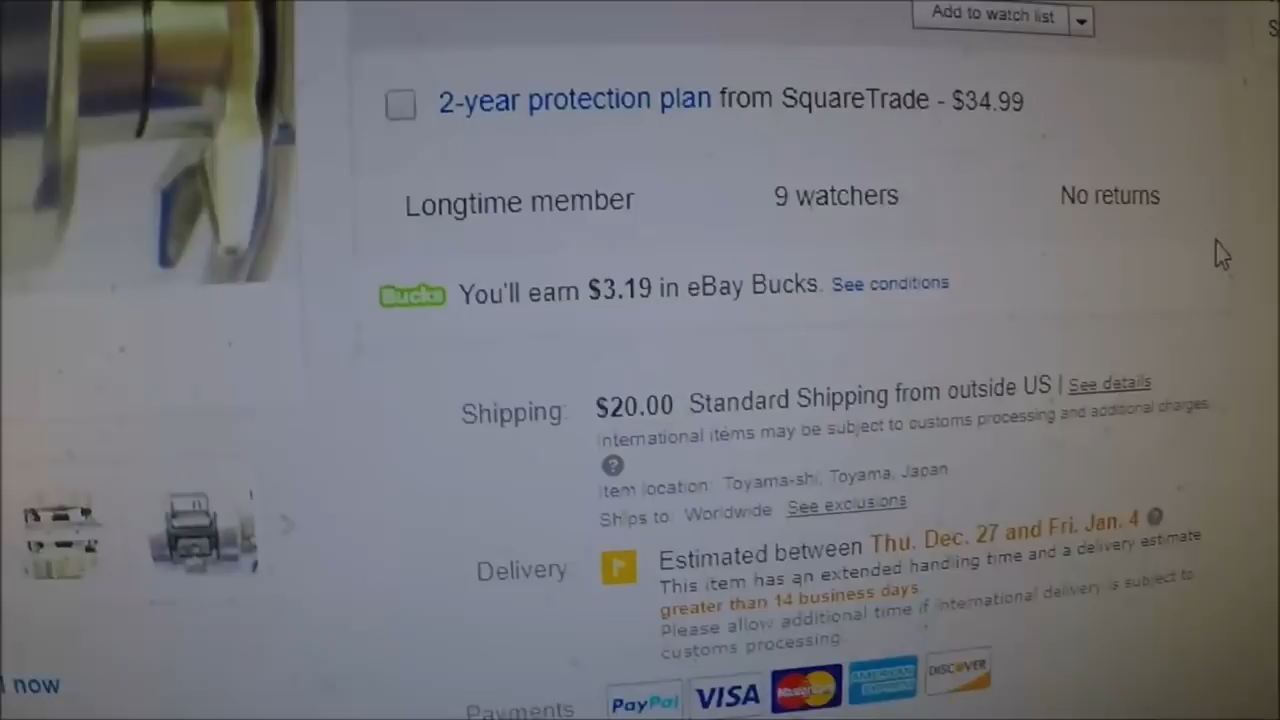 Add to watch list
2-year protection plan from SquareTrade - $34.99
Longtime member 9 watchers No returns
Bucks You'll earn $3.19 in eBay Bucks. See conditions
Shipping: $20.00 Standard Shipping from outside US | See details
International items may be subject to customs processing and additional charges.
Item location: Toyama-shi, Toyama, Japan
Ships to: Worldwide See exclusions
Delivery: Estimated between Thu. Dec. 27 and Fri. Jan. 4
This item has an extended handling time and a delivery estimate
greater than 14 business days.
Please allow additional time if international delivery is subject to
customs processing.
now
Payments PayPal VISA MasterCard AMERICAN EXPRESS DISCOVER